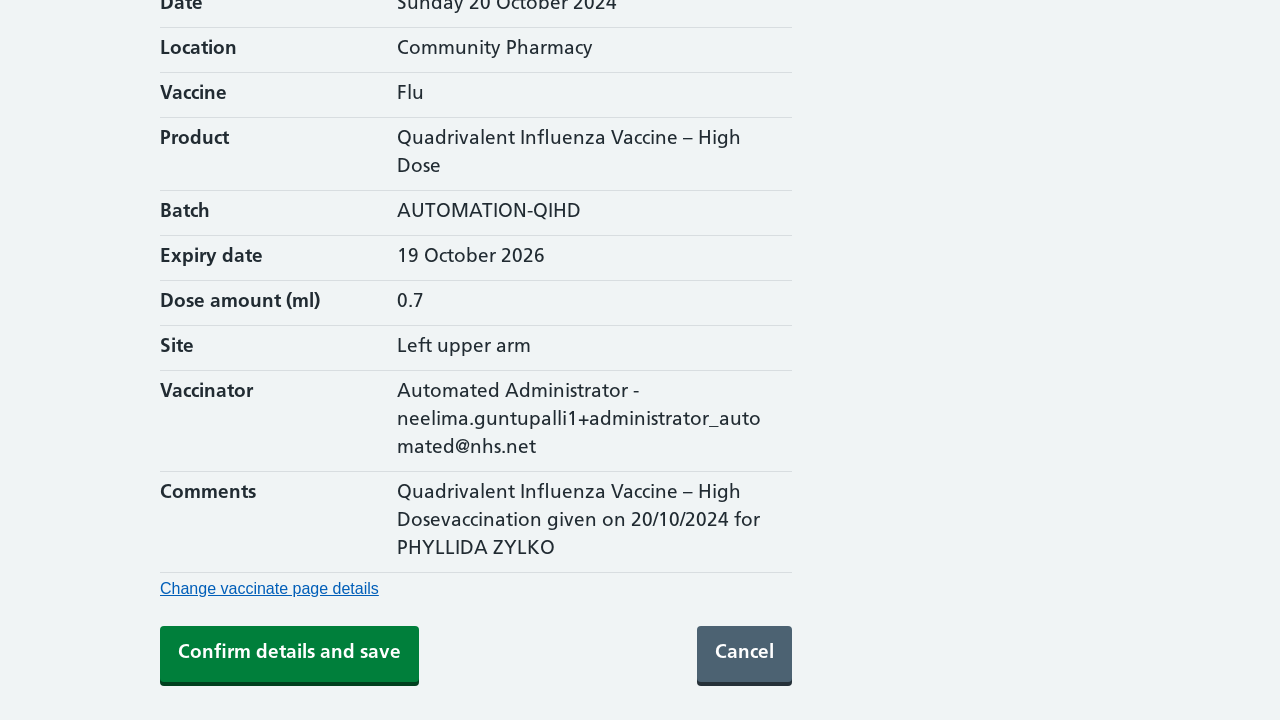 Date Sunday 20 October 2024
Location Community Pharmacy
Vaccine Flu
Product Quadrivalent Influenza Vaccine – High
Dose
Batch AUTOMATION-QIHD
Expiry date 19 October 2026
Dose amount (ml) 0.7
Site Left upper arm
Vaccinator Automated Administrator -
neelima.guntupalli1+administrator_auto
mated@nhs.net
Comments Quadrivalent Influenza Vaccine – High
Dosevaccination given on 20/10/2024 for
PHYLLIDA ZYLKO
Change vaccinate page details
Confirm details and save Cancel